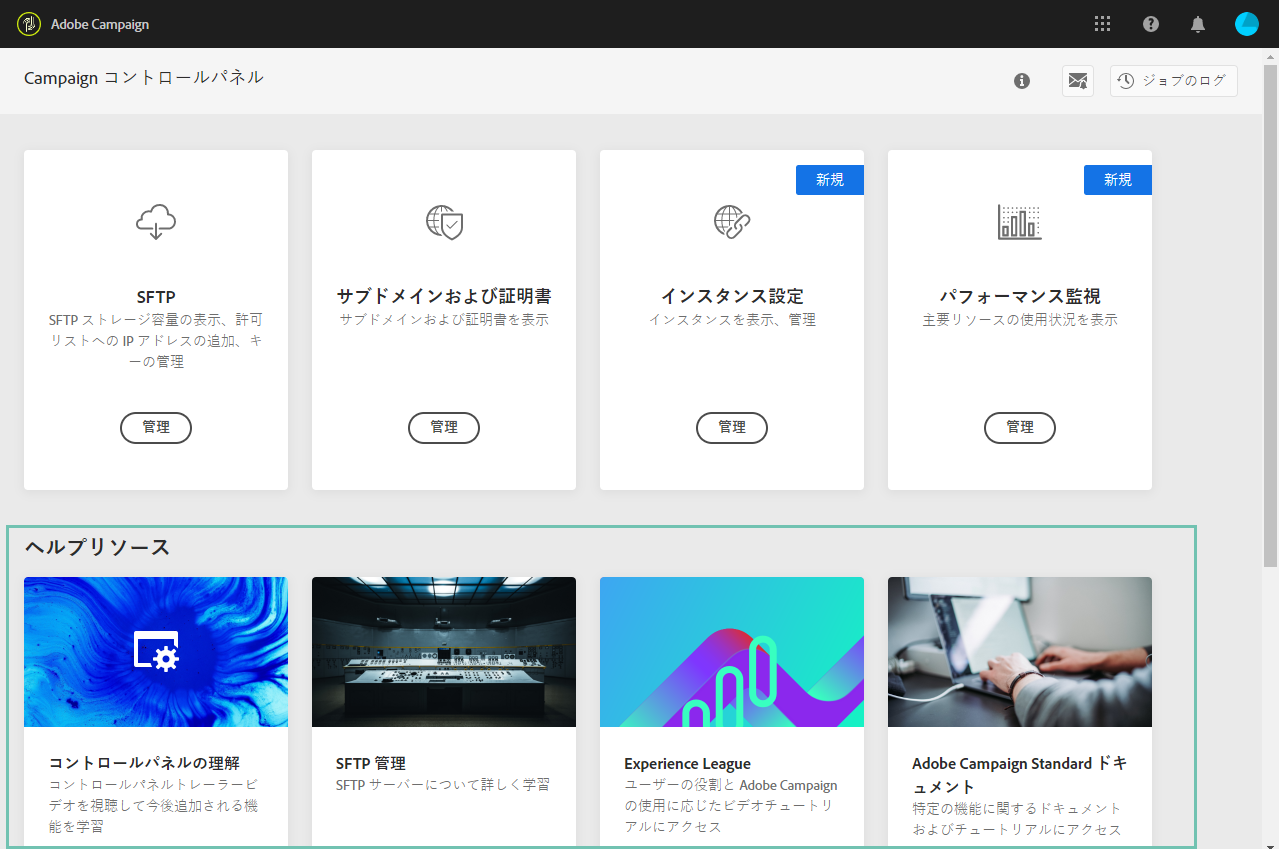 Adobe Campaign
Campaign コントロールパネル
ジョブのログ
新規
新規
SFTP
SFTP ストレージ容量の表示、許可
リストへの IP アドレスの追加、キ
ーの管理
管理
サブドメインおよび証明書
サブドメインおよび証明書を表示
管理
インスタンス設定
インスタンスを表示、管理
管理
パフォーマンス監視
主要リソースの使用状況を表示
管理
ヘルプリソース
コントロールパネルの理解
コントロールパネルトレーラービ
デオを視聴して今後追加される機
能を学習
SFTP 管理
SFTP サーバーについて詳しく学習
Experience League
ユーザーの役割と Adobe Campaign
の使用に応じたビデオチュートリ
アルにアクセス
Adobe Campaign Standard ドキ
ュメント
特定の機能に関するドキュメント
およびチュートリアルにアクセス